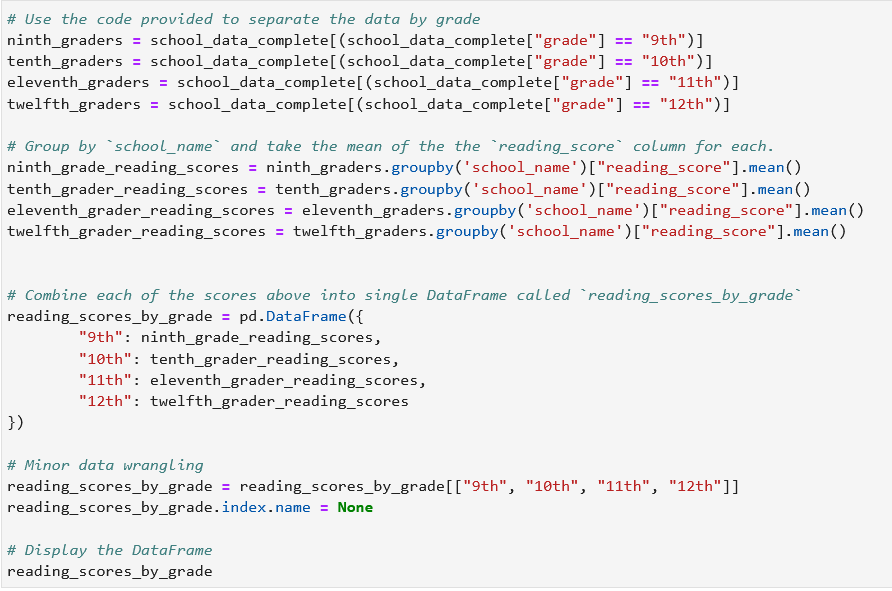 # Use the code provided to separate the data by grade
ninth_graders = school_data_complete[(school_data_complete["grade"] == "9th")]
tenth_graders = school_data_complete[(school_data_complete["grade"] == "10th")]
eleventh_graders = school_data_complete[(school_data_complete["grade"] == "11th")]
twelfth_graders = school_data_complete[(school_data_complete["grade"] == "12th")]

# Group by `school_name` and take the mean of the the `reading_score` column for each.
ninth_grade_reading_scores = ninth_graders.groupby('school_name')["reading_score"].mean()
tenth_grader_reading_scores = tenth_graders.groupby('school_name')["reading_score"].mean()
eleventh_grader_reading_scores = eleventh_graders.groupby('school_name')["reading_score"].mean()
twelfth_grader_reading_scores = twelfth_graders.groupby('school_name')["reading_score"].mean()


# Combine each of the scores above into single DataFrame called `reading_scores_by_grade`
reading_scores_by_grade = pd.DataFrame({
        "9th": ninth_grade_reading_scores,
        "10th": tenth_grader_reading_scores,
        "11th": eleventh_grader_reading_scores,
        "12th": twelfth_grader_reading_scores
})

# Minor data wrangling
reading_scores_by_grade = reading_scores_by_grade[["9th", "10th", "11th", "12th"]]
reading_scores_by_grade.index.name = None

# Display the DataFrame
reading_scores_by_grade